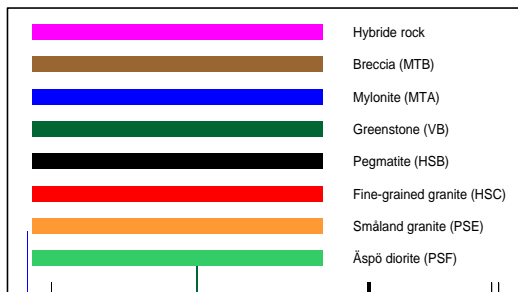 Hybride rock
Breccia (MTB)
Mylonite (MTA)
Greenstone (VB)
Pegmatite (HSB)
Fine-grained granite (HSC)
Småland granite (PSE)
Äspö diorite (PSF)